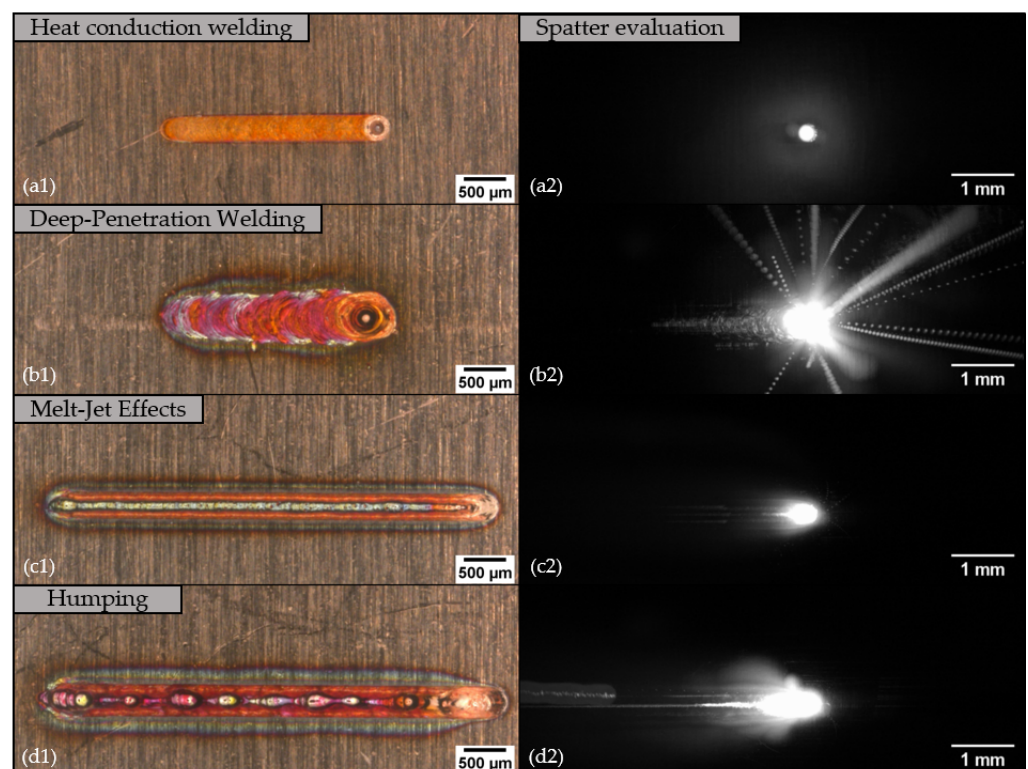 Heat conduction welding
Spatter evaluation
(a1)
500 µm
(a2)
1 mm
Deep-Penetration Welding
(b1)
500 µm
(b2)
1 mm
Melt-Jet Effects
(c1)
500 µm
(c2)
1 mm
Humping
(d1)
500 µm
(d2)
1 mm